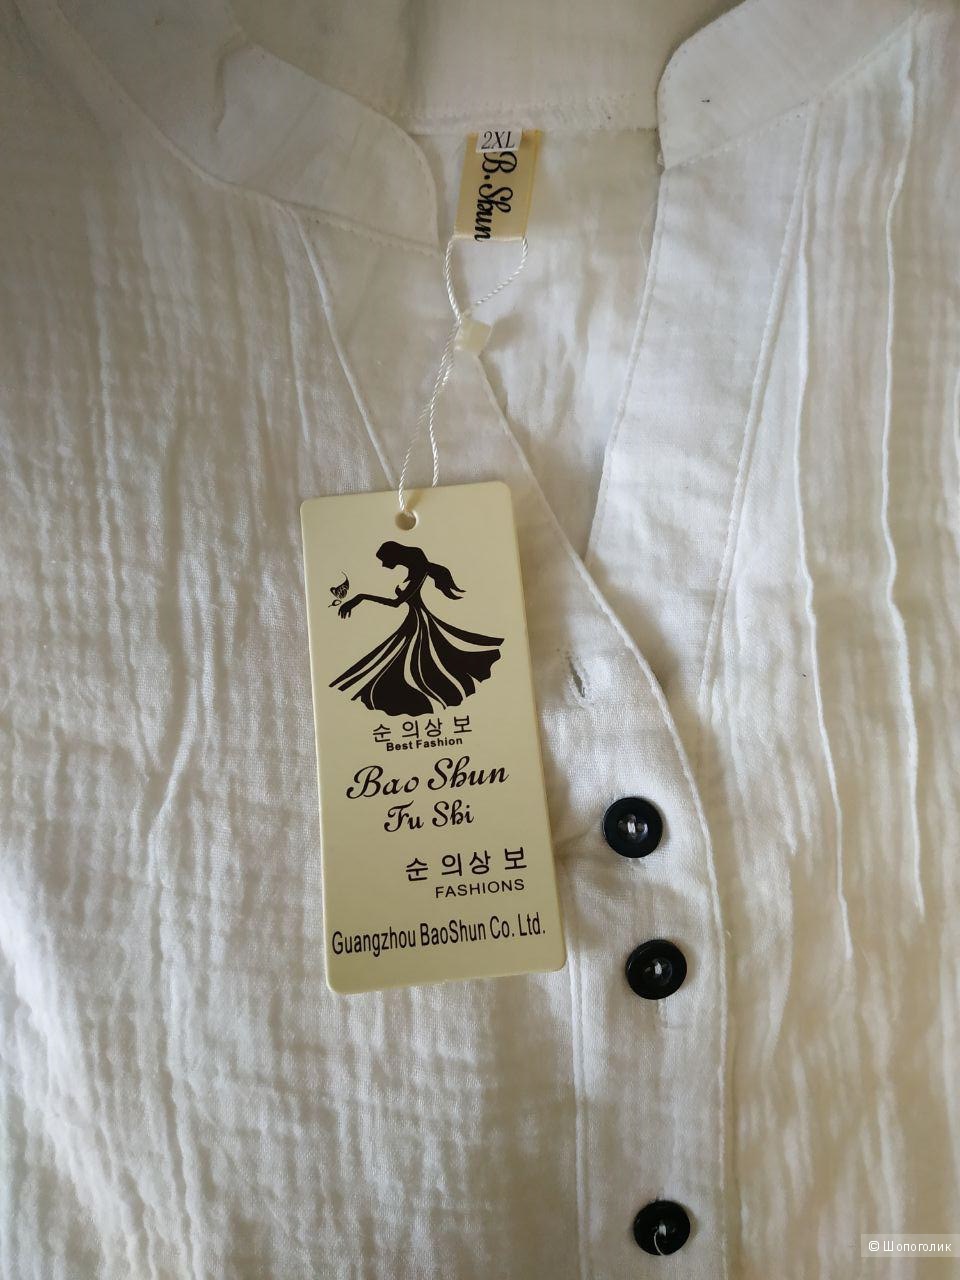 2XL
B.Shun
순 의상 보
Best Fashion
Bao Shun
Fu Shi
순 의상 보
FASHIONS
Guangzhou BaoShun Co. Ltd.
© Шопоголик